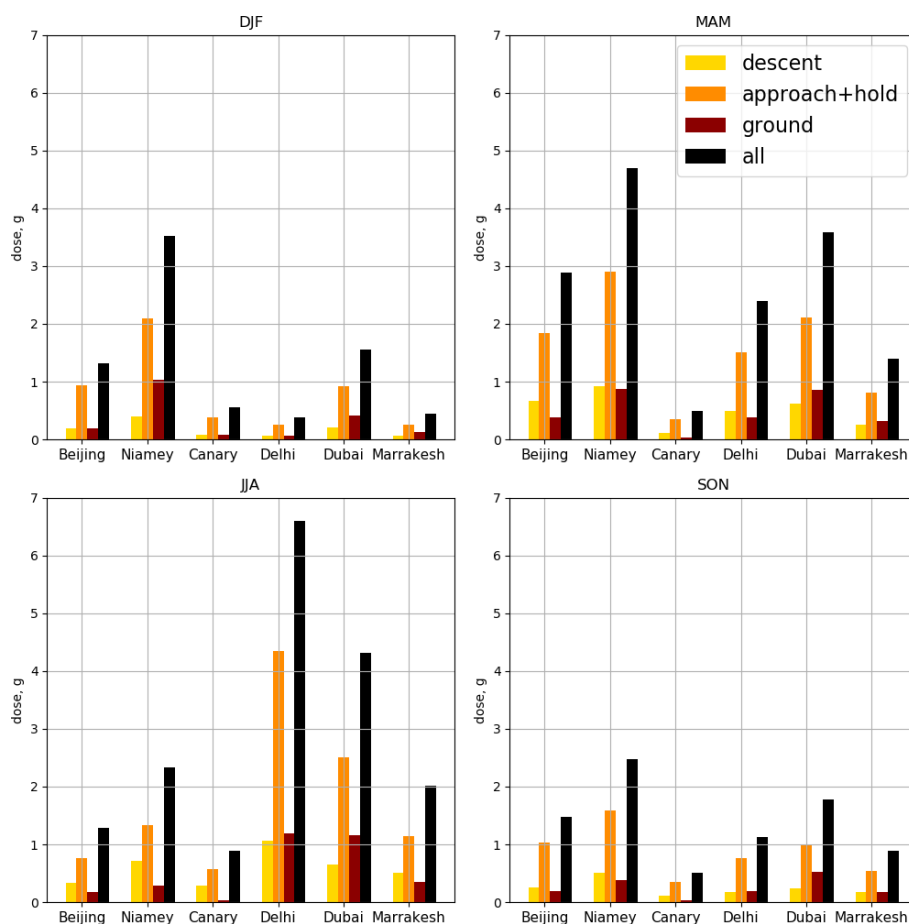 DJF
7
6
5
4
3
2
1
0
dose, g
Beijing Niamey Canary Delhi Dubai Marrakesh
MAM
7
6
5
4
3
2
1
0
dose, g
descent
approach+hold
ground
all
Beijing Niamey Canary Delhi Dubai Marrakesh
JJA
7
6
5
4
3
2
1
0
dose, g
Beijing Niamey Canary Delhi Dubai Marrakesh
SON
7
6
5
4
3
2
1
0
dose, g
Beijing Niamey Canary Delhi Dubai Marrakesh